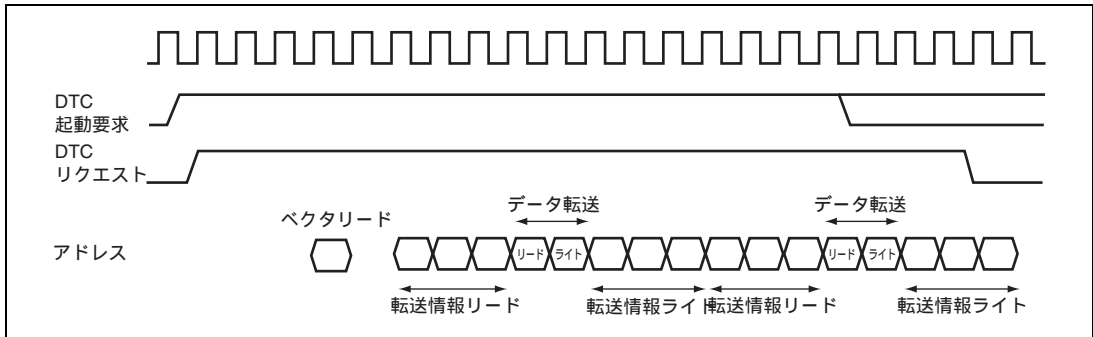 DTC
起動要求
DTC
リクエスト
データ転送
データ転送
ベクタリード
アドレス
リード
ライト
リード
ライト
転送情報リード
転送情報ライト
転送情報リード
転送情報ライト